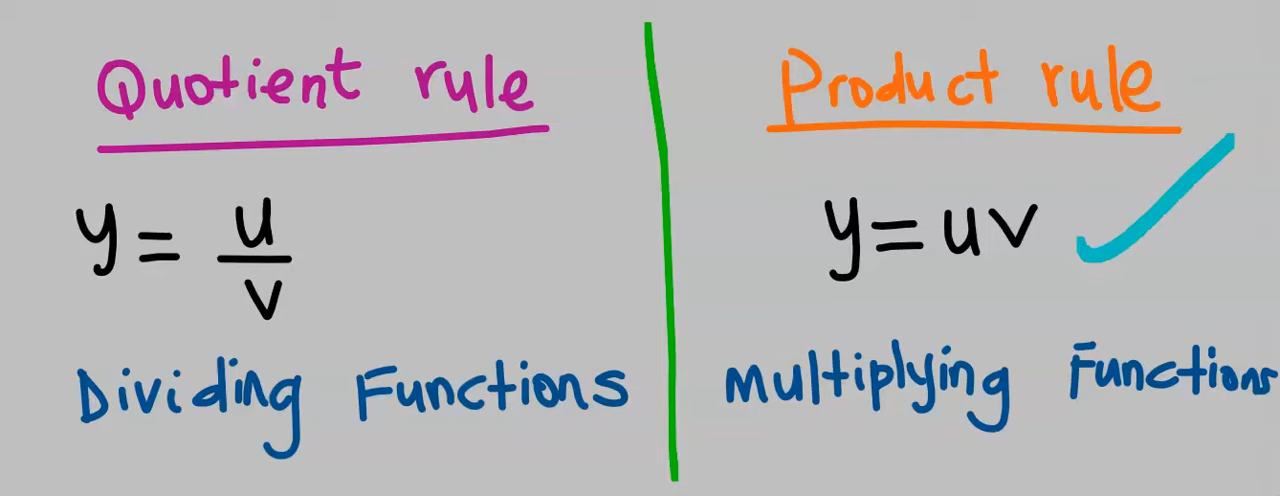 Quotient rule
y = u/v
Dividing Functions
Product rule
y = uv
Multiplying Functions